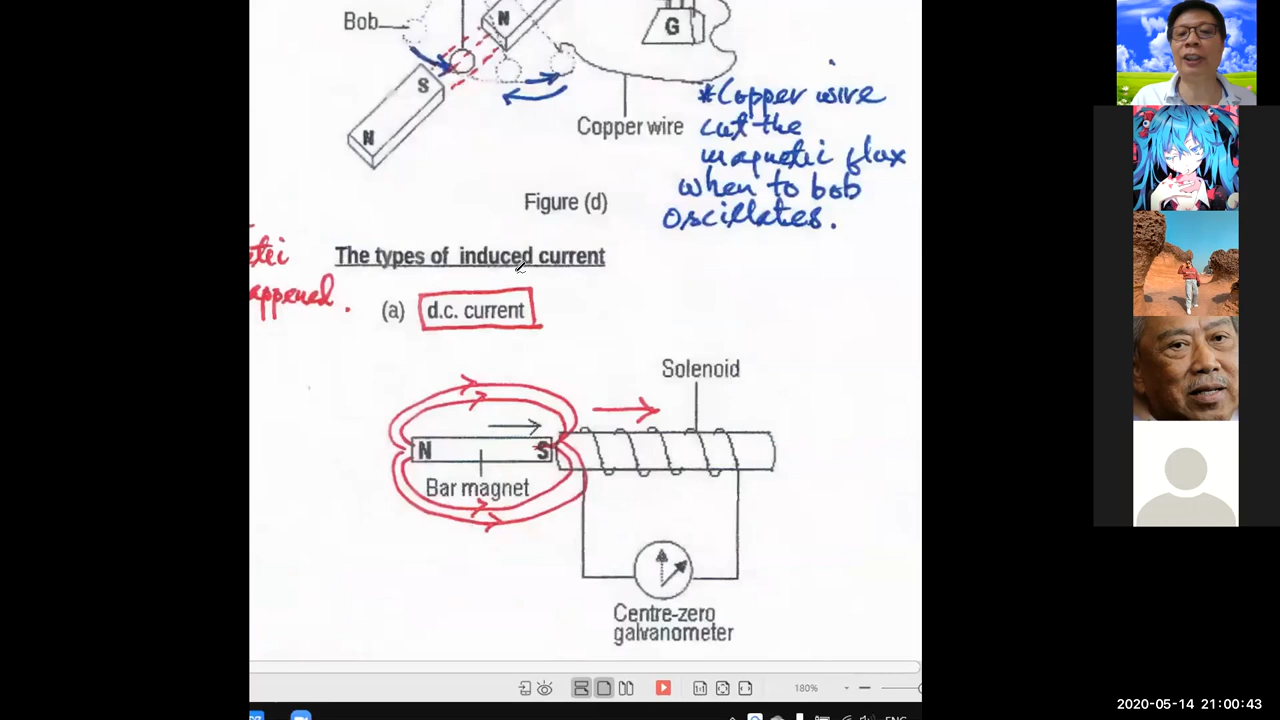 Bob
N
G
S
N
Copper wire
*Copper wire
cut the
magnetic flux
when to bob
oscillates.
Figure (d)
The types of induced current
appened.
(a) d.c. current
Solenoid
N
S
Bar magnet
Centre-zero
galvanometer
180%
2020-05-14 21:00:43